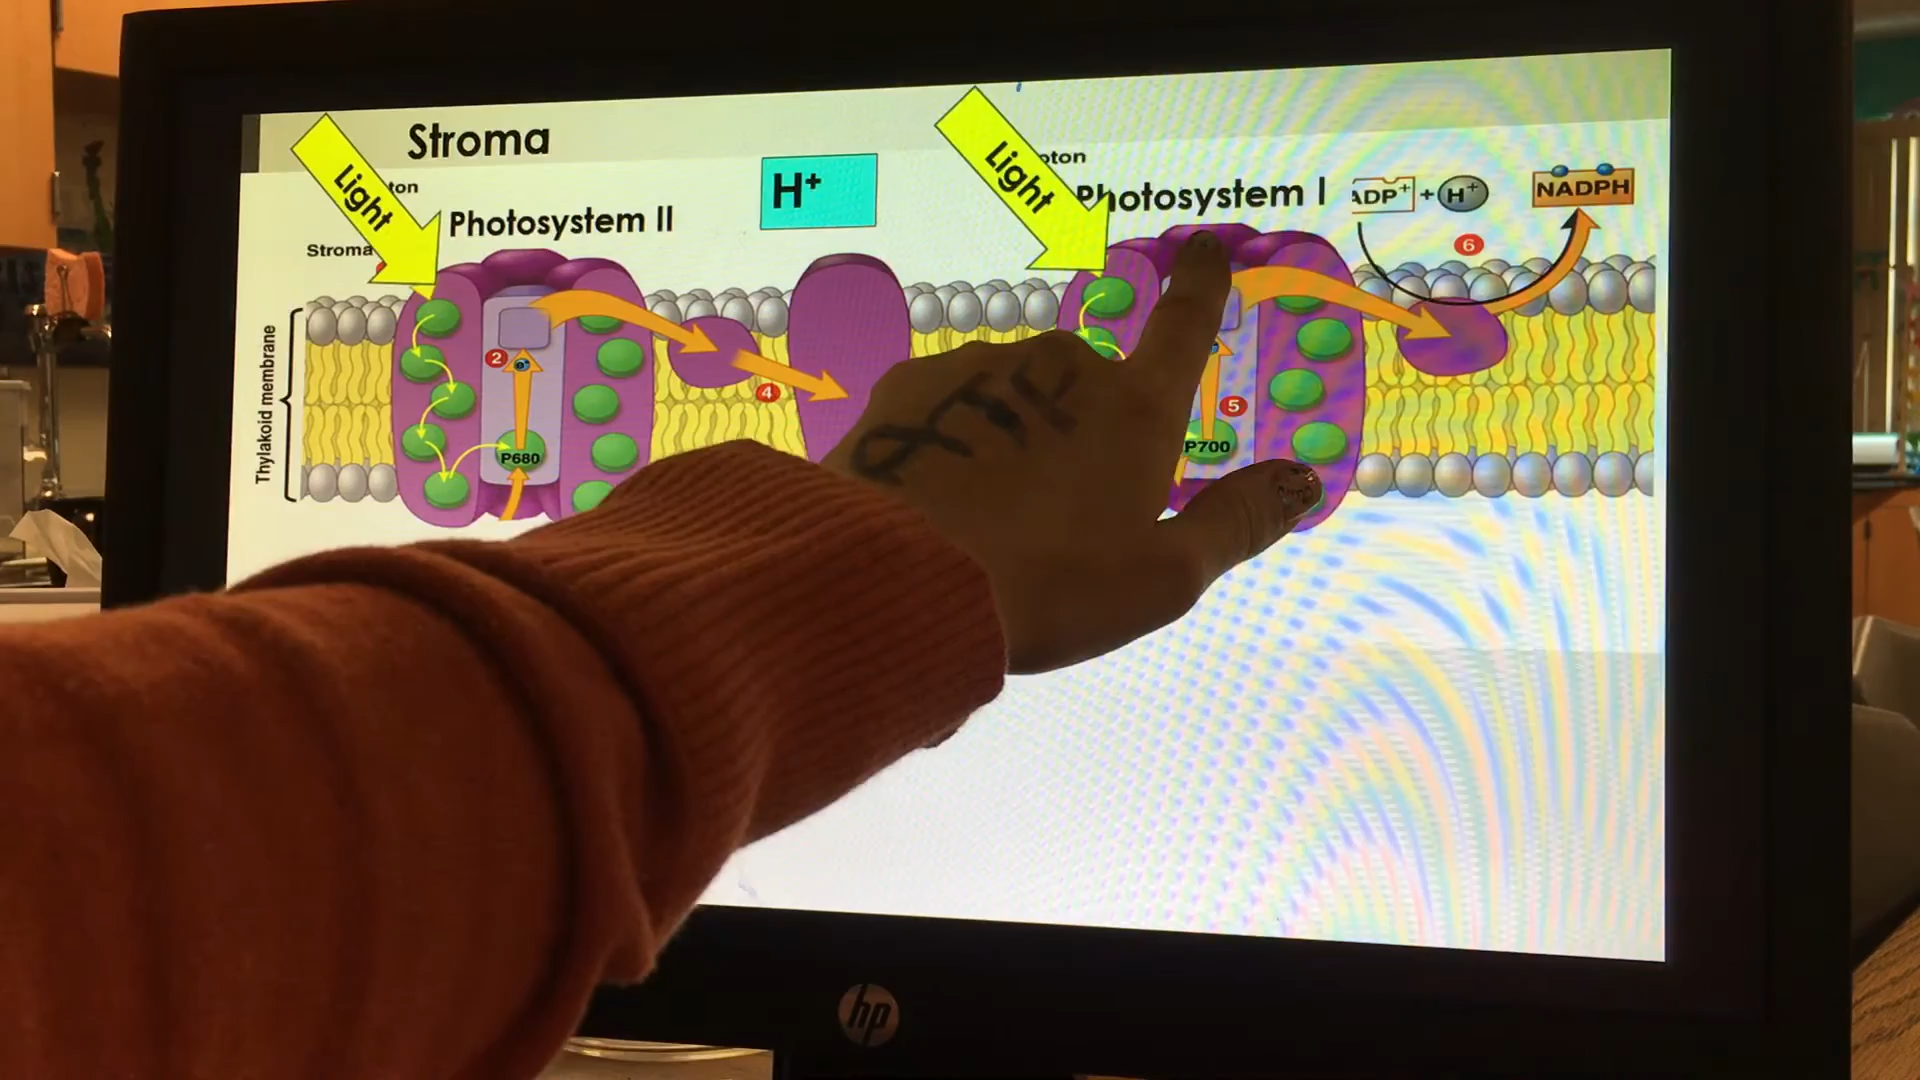 Stroma
Light
ton
Photosystem II
Stroma
H+
Light
oton
Photosystem I
ADP+ + H+
NADPH
6
2
4
5
P680
P700
Thylakoid membrane
hp